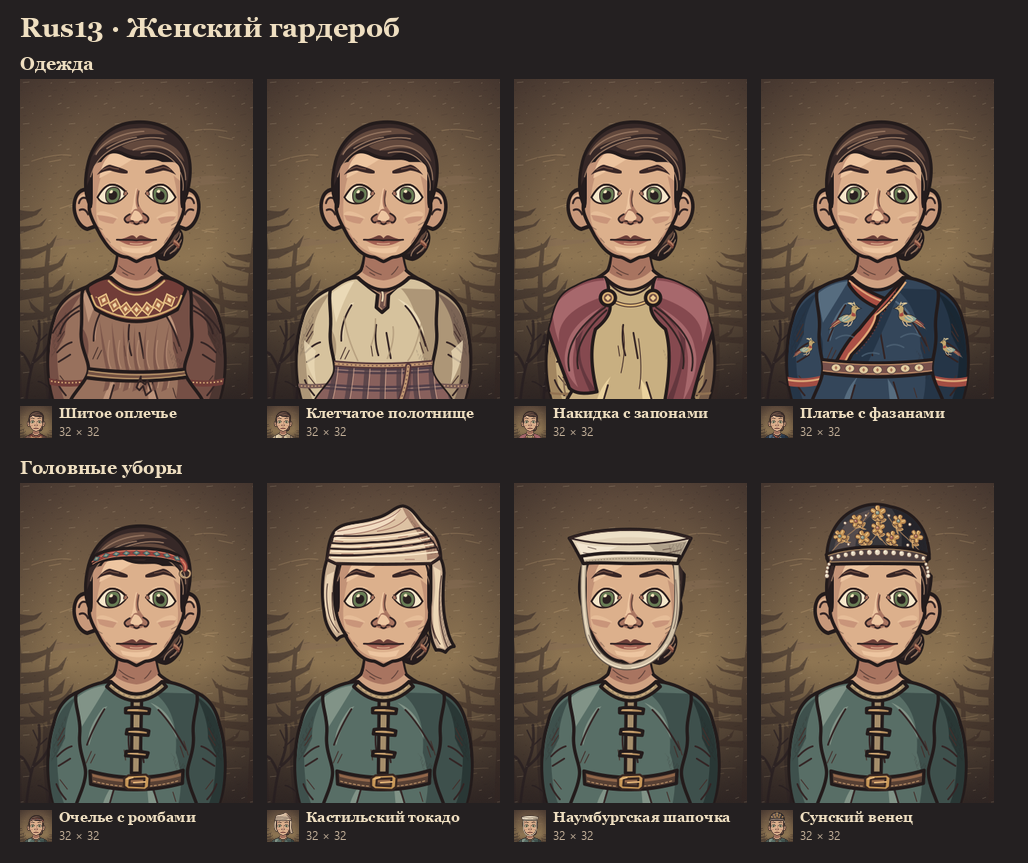 Rus13 · Женский гардероб
Одежда
Шитое оплечье
32 × 32
Клетчатое полотнище
32 × 32
Накидка с запонами
32 × 32
Платье с фазанами
32 × 32
Головные уборы
Очелье с ромбами
32 × 32
Кастильский токадо
32 × 32
Наумбургская шапочка
32 × 32
Сунский венец
32 × 32